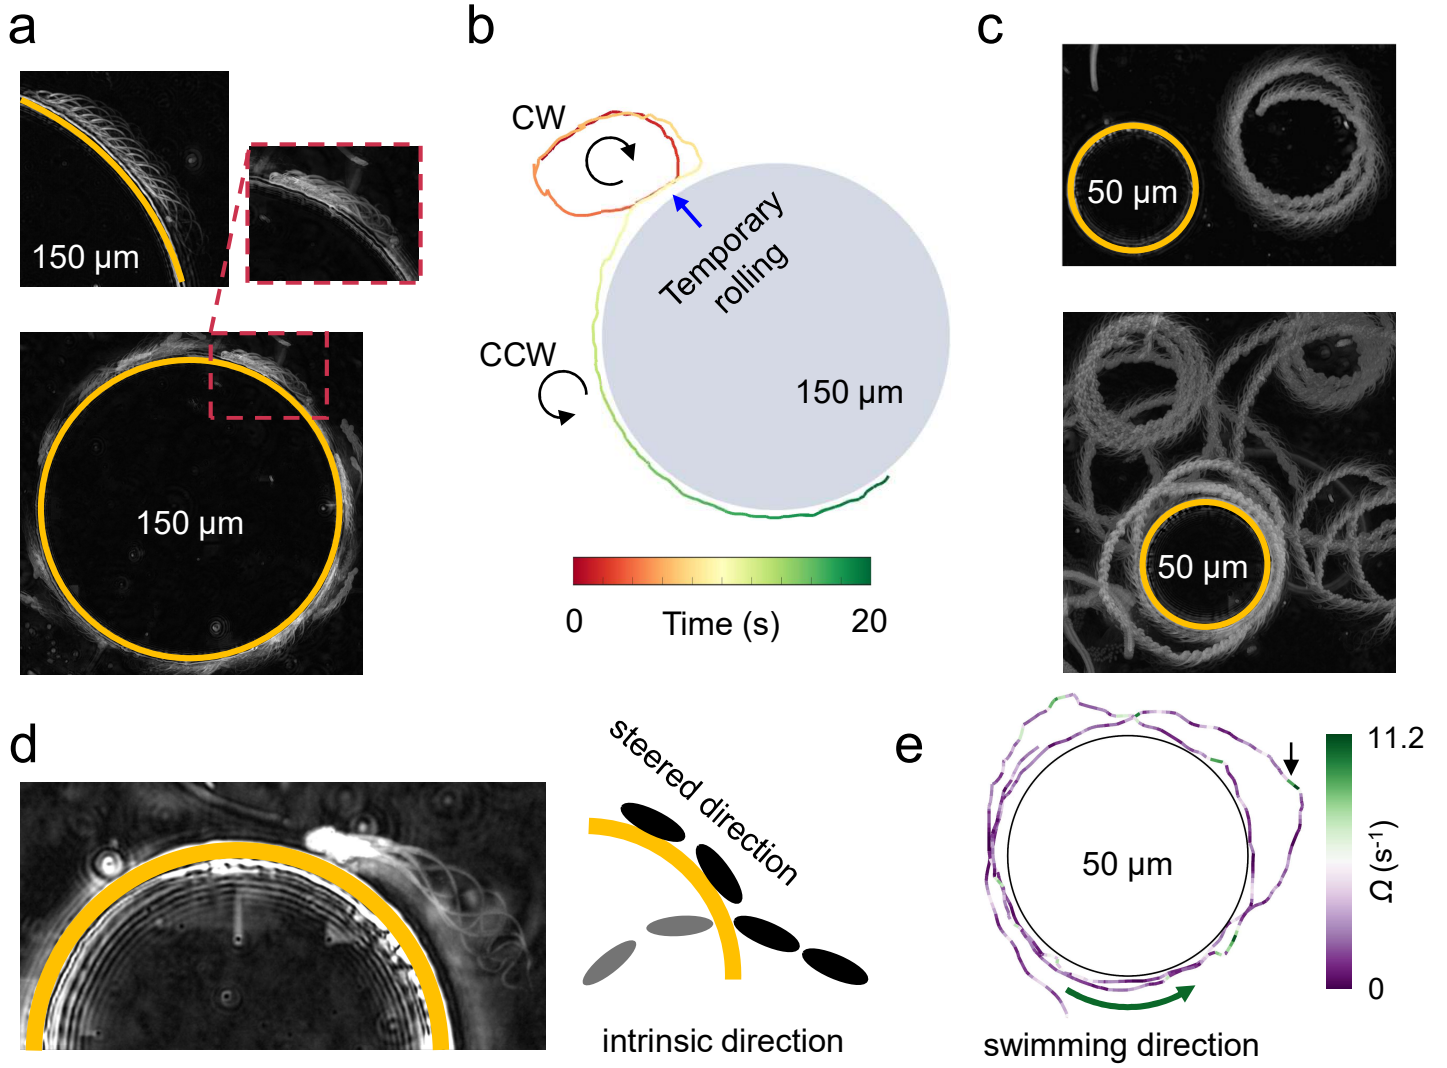 a
150 µm
150 µm
b
CW
Temporary
rolling
CCW
150 µm
0
Time (s)
20
c
50 µm
50 µm
d
steered direction
intrinsic direction
e
50 µm
swimming direction
11.2
Ω (s⁻¹)
0